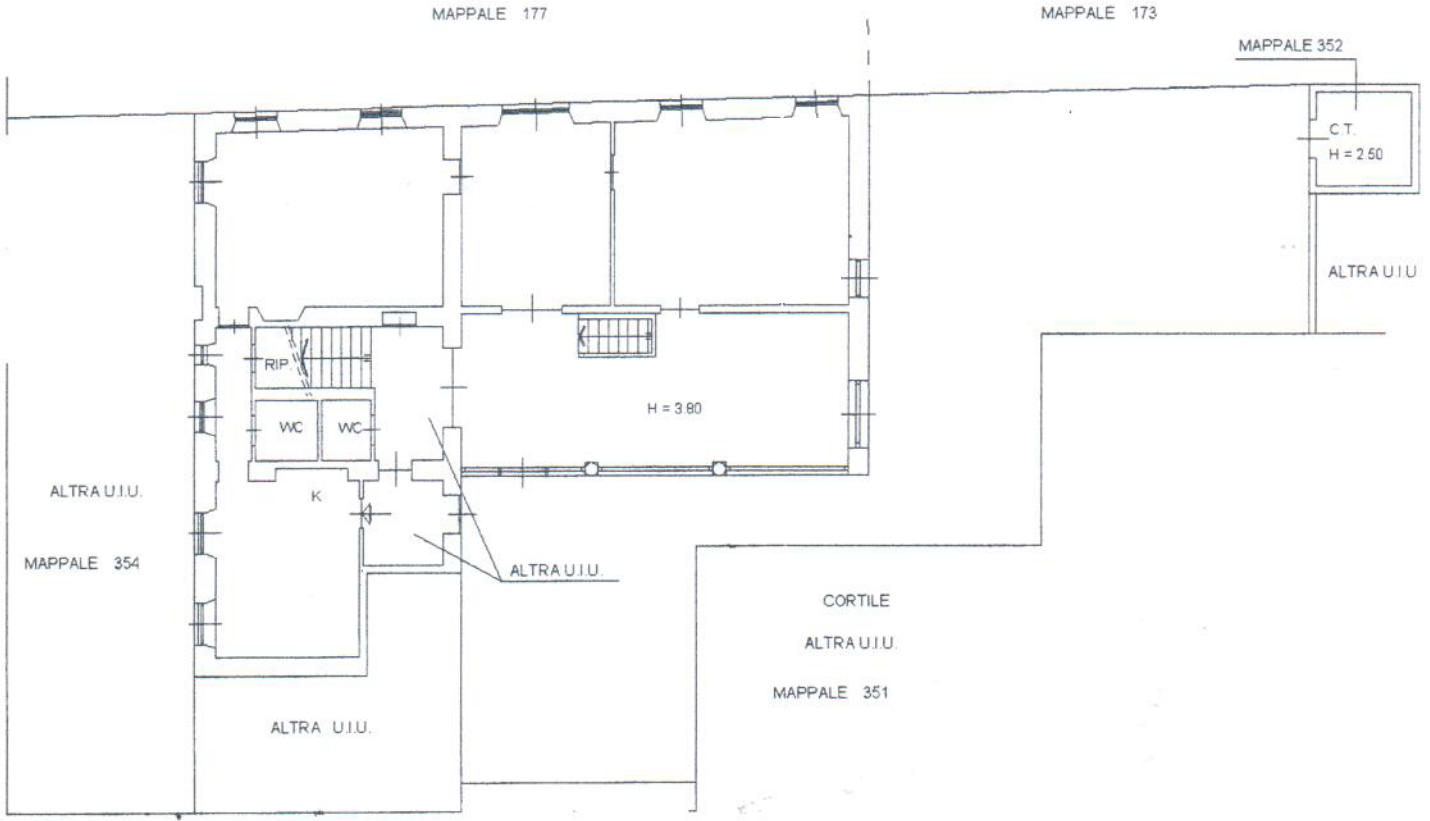 MAPPALE 177
MAPPALE 173
MAPPALE 352
C.T.
H = 2.50
ALTRA U.I.U
RIP.
H = 3.80
WC
WC
ALTRA U.I.U.
K
MAPPALE 354
ALTRA U.I.U.
CORTILE
ALTRA U.I.U.
MAPPALE 351
ALTRA U.I.U.